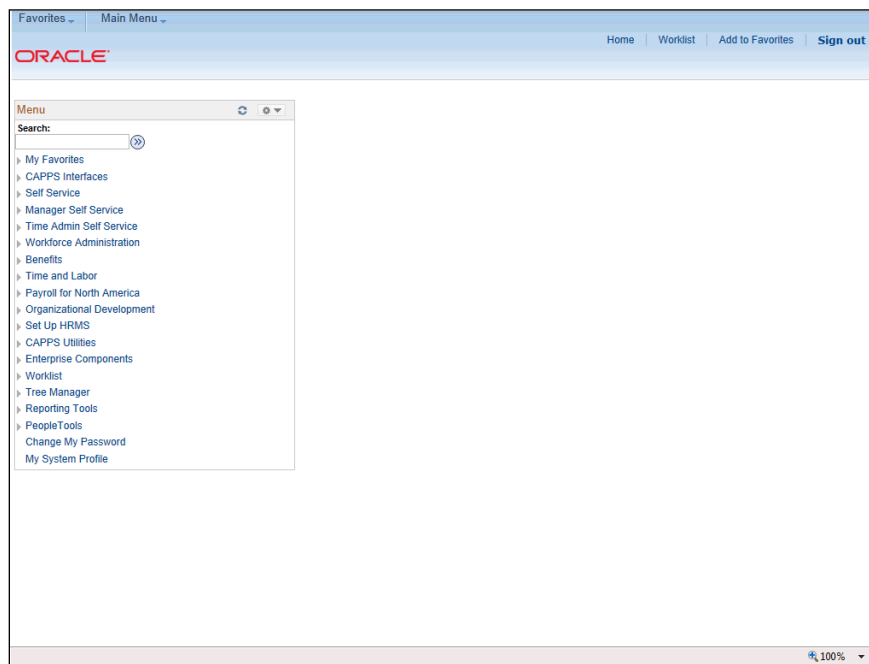 Favorites Main Menu
Home Worklist Add to Favorites Sign out
ORACLE
Menu
Search:
My Favorites
CAPPS Interfaces
Self Service
Manager Self Service
Time Admin Self Service
Workforce Administration
Benefits
Time and Labor
Payroll for North America
Organizational Development
Set Up HRMS
CAPPS Utilities
Enterprise Components
Worklist
Tree Manager
Reporting Tools
PeopleTools
Change My Password
My System Profile
100%